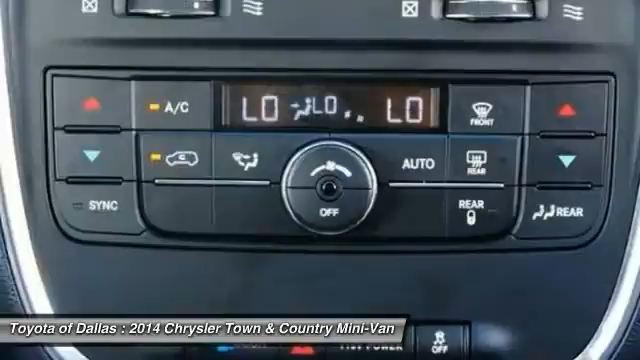 A/C
LO LO LO
FRONT
AUTO
REAR
SYNC
OFF
REAR
REAR
Toyota of Dallas : 2014 Chrysler Town & Country Mini-Van
OFF